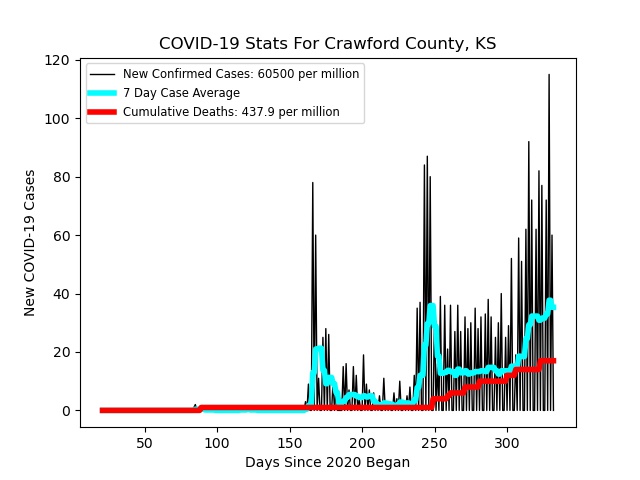 COVID-19 Stats For Crawford County, KS
New Confirmed Cases: 60500 per million
7 Day Case Average
Cumulative Deaths: 437.9 per million
New COVID-19 Cases
120
100
80
60
40
20
0
50 100 150 200 250 300
Days Since 2020 Began